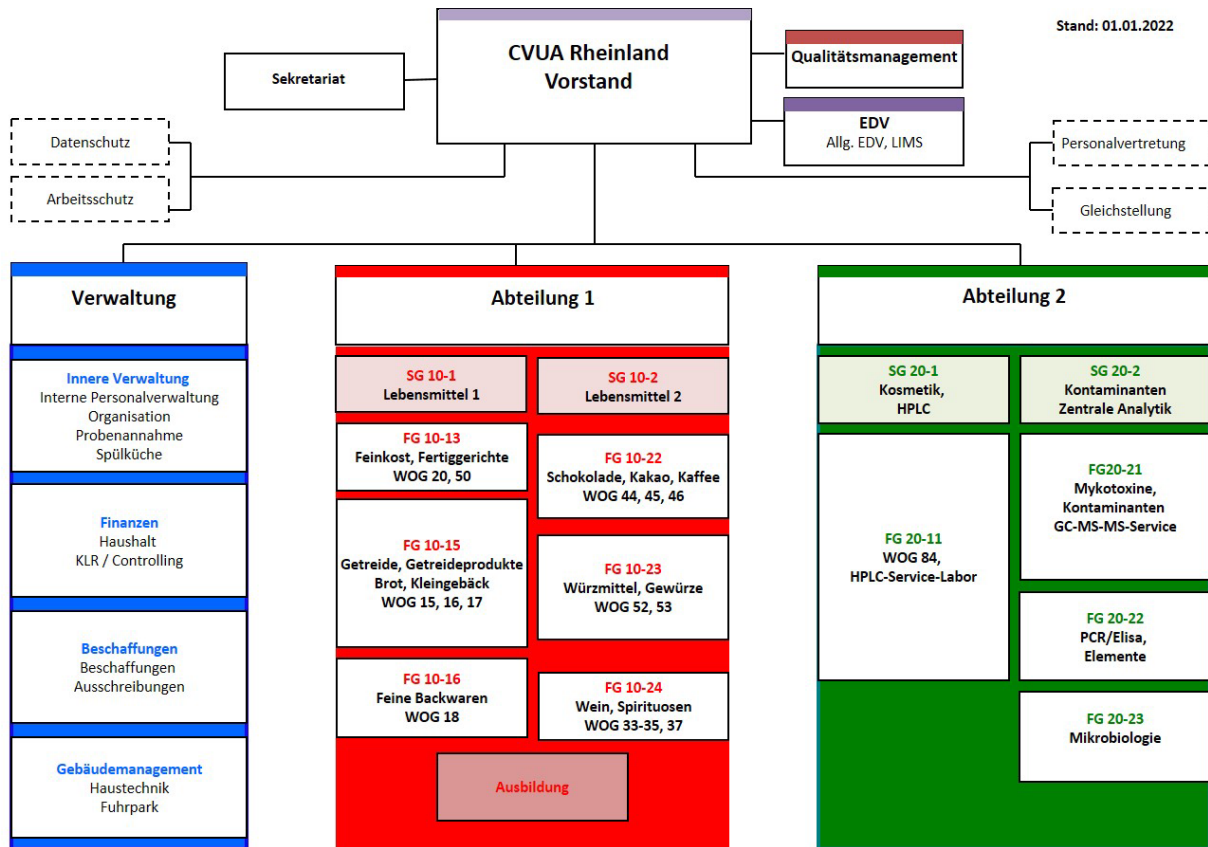 Stand: 01.01.2022
CVUA Rheinland
Vorstand
Sekretariat
Qualitätsmanagement
EDV
Allg. EDV, LIMS
Datenschutz
Arbeitsschutz
Personalvertretung
Gleichstellung
Verwaltung
Innere Verwaltung
Interne Personalverwaltung
Organisation
Probenannahme
Spülküche
Finanzen
Haushalt
KLR / Controlling
Beschaffungen
Beschaffungen
Ausschreibungen
Gebäudemanagement
Haustechnik
Fuhrpark
Abteilung 1
SG 10-1
Lebensmittel 1
FG 10-13
Feinkost, Fertiggerichte
WOG 20, 50
FG 10-15
Getreide, Getreideprodukte
Brot, Kleingebäck
WOG 15, 16, 17
FG 10-16
Feine Backwaren
WOG 18
SG 10-2
Lebensmittel 2
FG 10-22
Schokolade, Kakao, Kaffee
WOG 44, 45, 46
FG 10-23
Würzmittel, Gewürze
WOG 52, 53
FG 10-24
Wein, Spirituosen
WOG 33-35, 37
Ausbildung
Abteilung 2
SG 20-1
Kosmetik,
HPLC
FG 20-11
WOG 84,
HPLC-Service-Labor
SG 20-2
Kontaminanten
Zentrale Analytik
FG20-21
Mykotoxine,
Kontaminanten
GC-MS-MS-Service
FG 20-22
PCR/Elisa,
Elemente
FG 20-23
Mikrobiologie